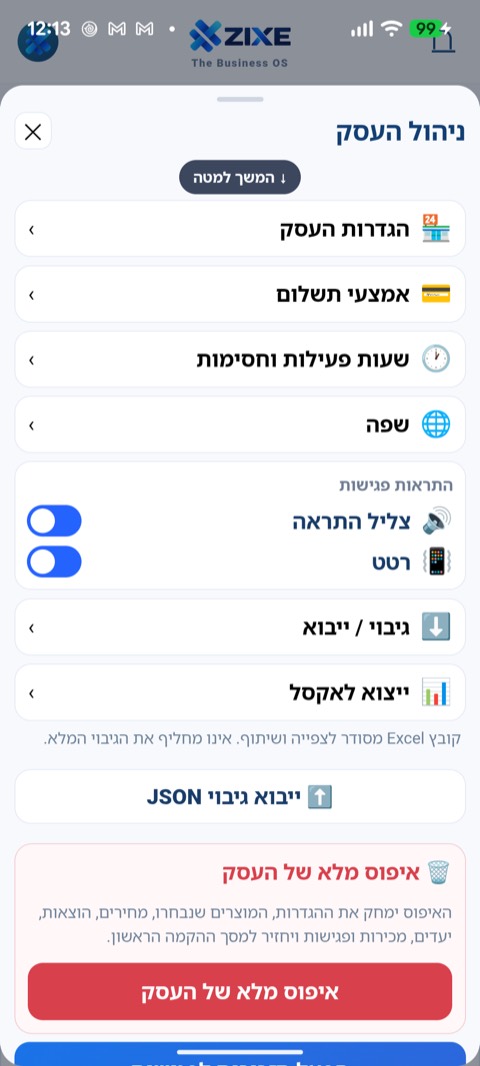 12:13
99
ZIXE
The Business OS
ניהול העסק
↓ המשך למטה
הגדרות העסק
אמצעי תשלום
שעות פעילות וחסימות
שפה
התראות פגישות
צליל התראה
רטט
גיבוי / ייבוא
ייצוא לאקסל
קובץ Excel מסודר לצפייה ושיתוף. אינו מחליף את הגיבוי המלא.
ייבוא גיבוי JSON
איפוס מלא של העסק
האיפוס ימחק את ההגדרות, המוצרים שנבחרו, מחירים, הוצאות,
יעדים, מכירות ופגישות ויחזיר למסך ההקמה הראשון.
איפוס מלא של העסק